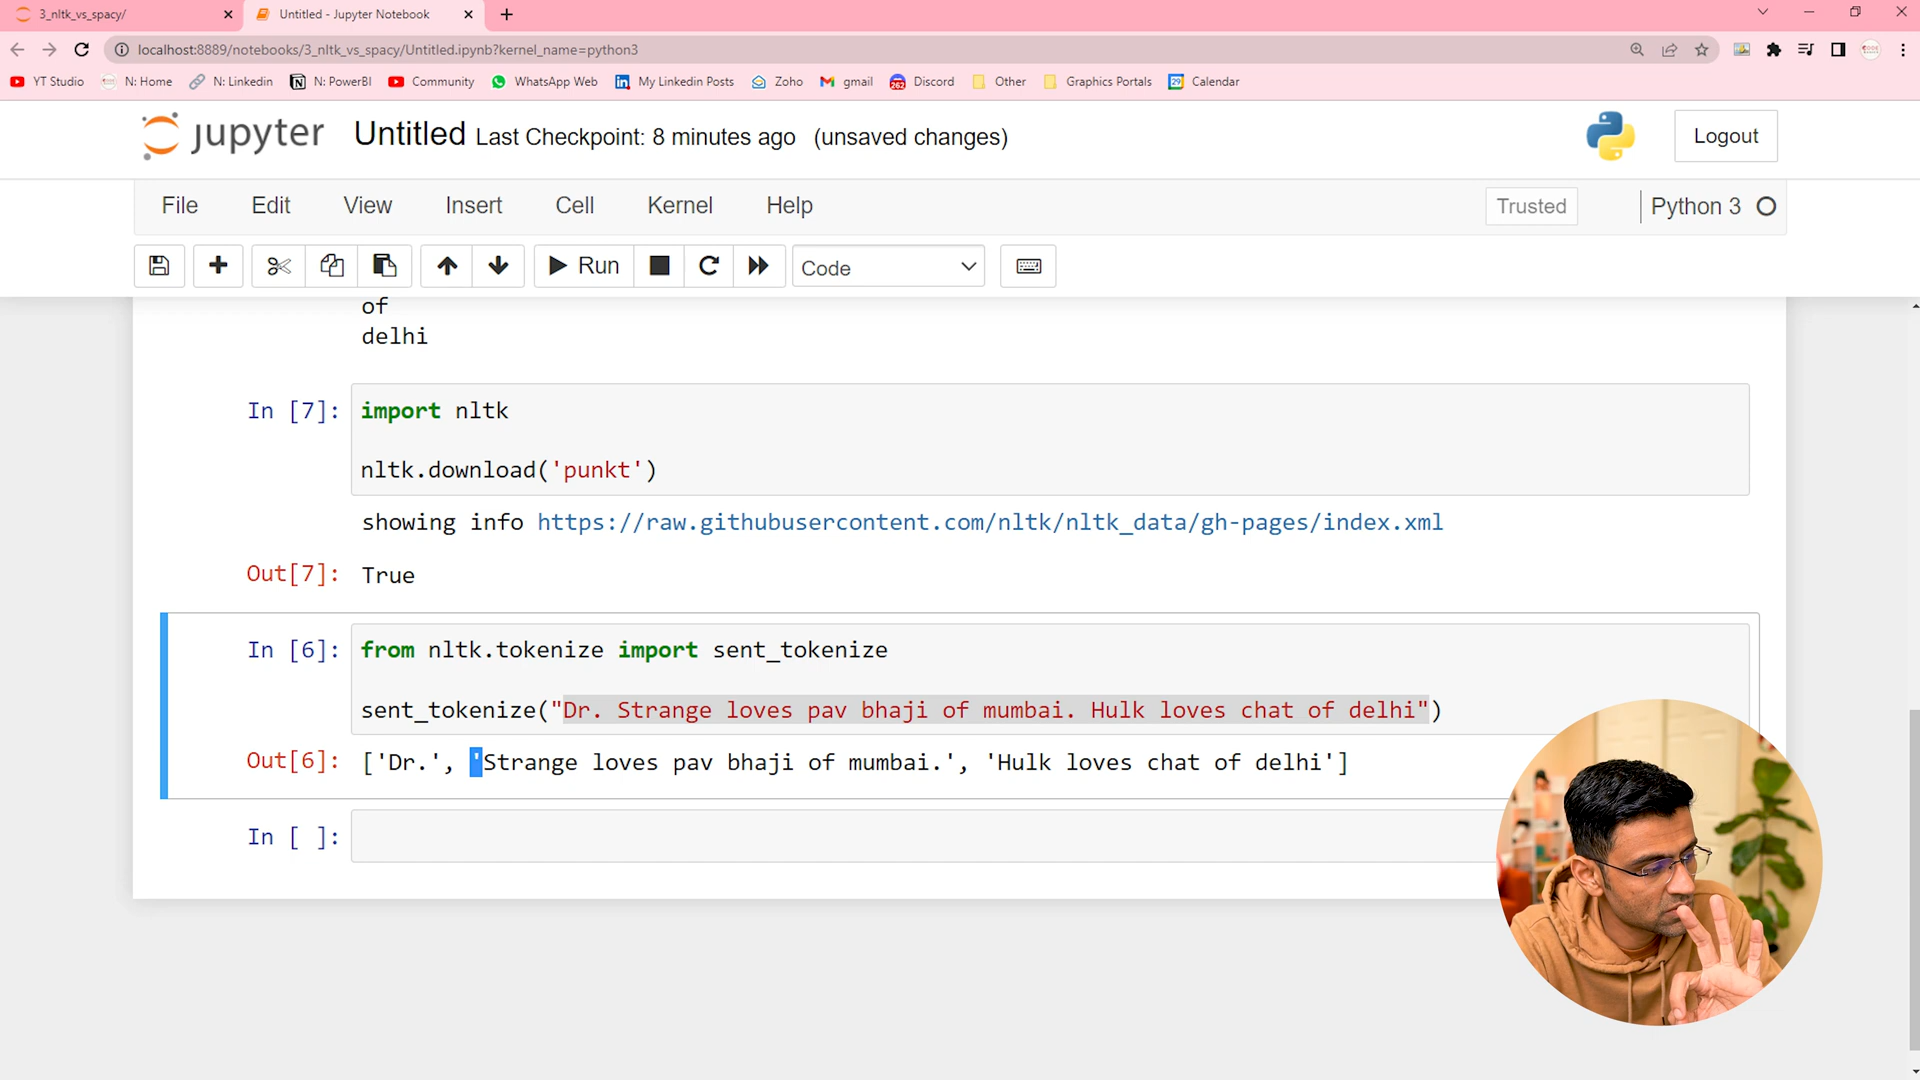 3_nltk_vs_spacy/
Untitled - Jupyter Notebook
localhost:8889/notebooks/3_nltk_vs_spacy/Untitled.ipynb?kernel_name=python3
YT Studio N: Home N: Linkedin N: PowerBI Community WhatsApp Web My Linkedin Posts Zoho gmail 262 Discord Other Graphics Portals 29 Calendar
jupyter Untitled Last Checkpoint: 8 minutes ago (unsaved changes) Logout
File Edit View Insert Cell Kernel Help Trusted Python 3
Run Code
of
delhi
In [7]: import nltk
nltk.download('punkt')
showing info https://raw.githubusercontent.com/nltk/nltk_data/gh-pages/index.xml
Out[7]: True
In [6]: from nltk.tokenize import sent_tokenize
sent_tokenize("Dr. Strange loves pav bhaji of mumbai. Hulk loves chat of delhi")
Out[6]: ['Dr.', 'Strange loves pav bhaji of mumbai.', 'Hulk loves chat of delhi']
In [ ]: